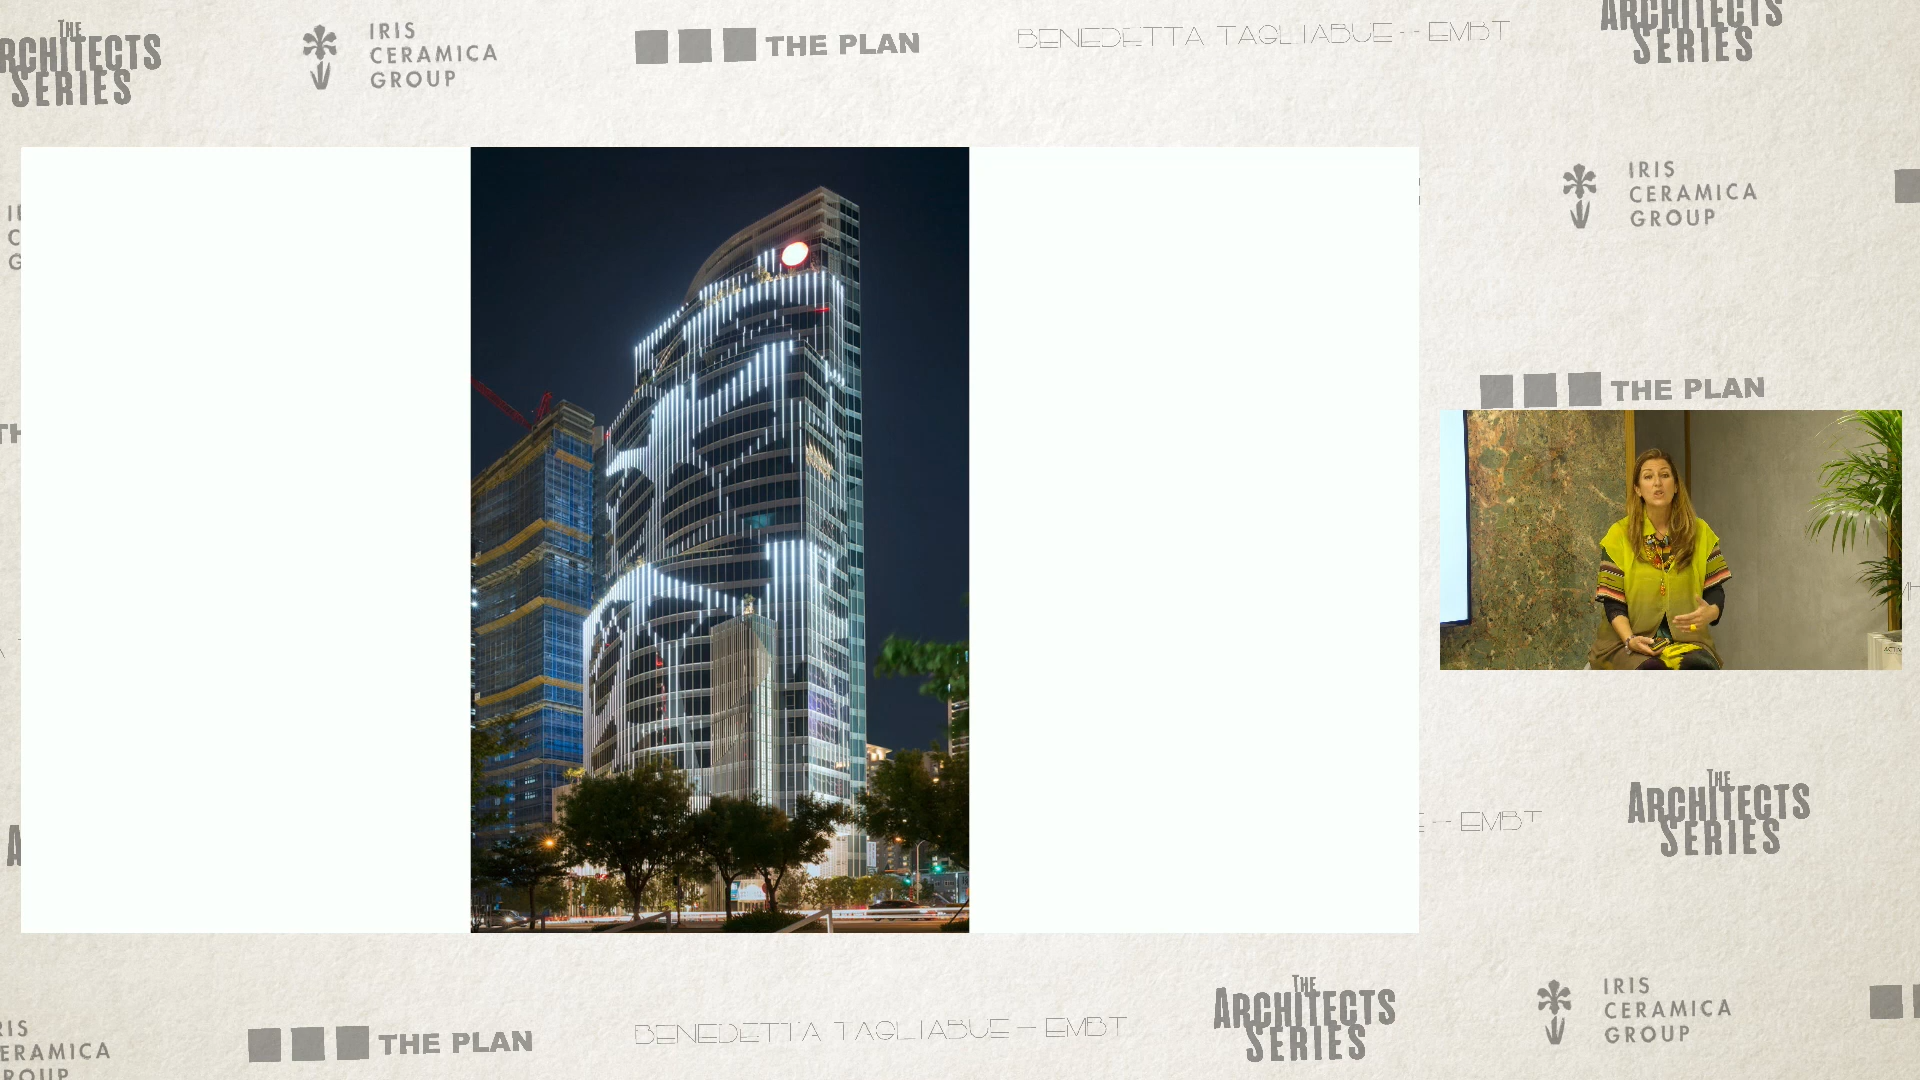 THE
ARCHITECTS
SERIES
IRIS
CERAMICA
GROUP
THE PLAN
BENEDETTA TAGLIABUE -- EMBT
ARCHITECTS
SERIES
IRIS
CERAMICA
GROUP
THE PLAN
E -- EMBT
THE
ARCHITECTS
SERIES
IRIS
ERAMICA
ROUP
THE PLAN
BENEDETTA TAGLIABUE -- EMBT
THE
ARCHITECTS
SERIES
IRIS
CERAMICA
GROUP